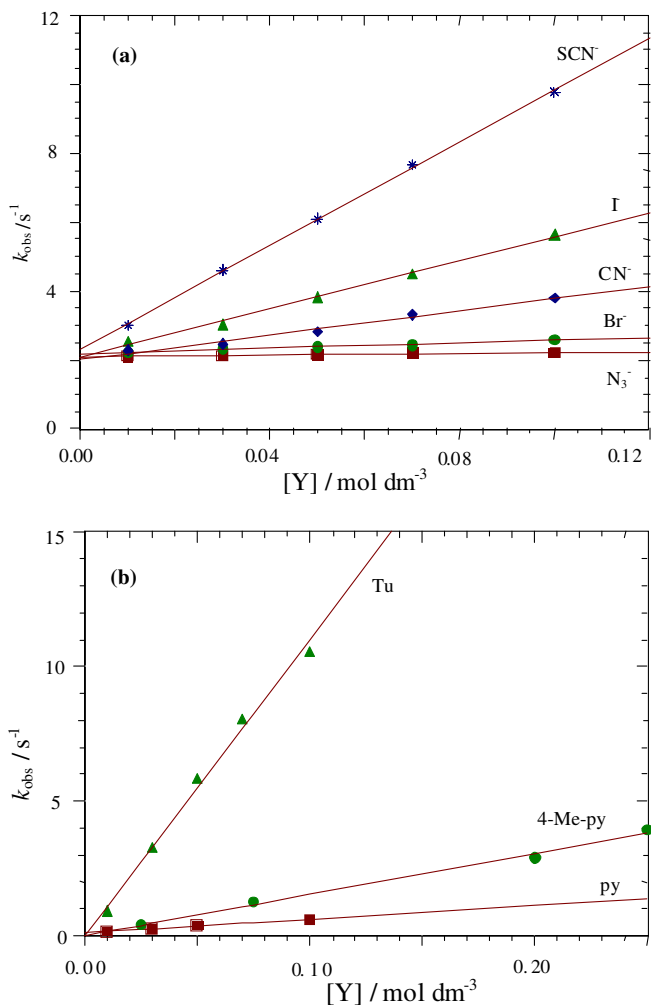 12
(a)
SCN⁻
8
kobs/s⁻¹
I⁻
CN⁻
4
Br⁻
N₃⁻
0
0.00 0.04 0.08 0.12
[Y] / mol dm⁻³
15
(b)
Tu
10
kobs/s⁻¹
4-Me-py
5
py
0
0.00 0.10 0.20
[Y] / mol dm⁻³